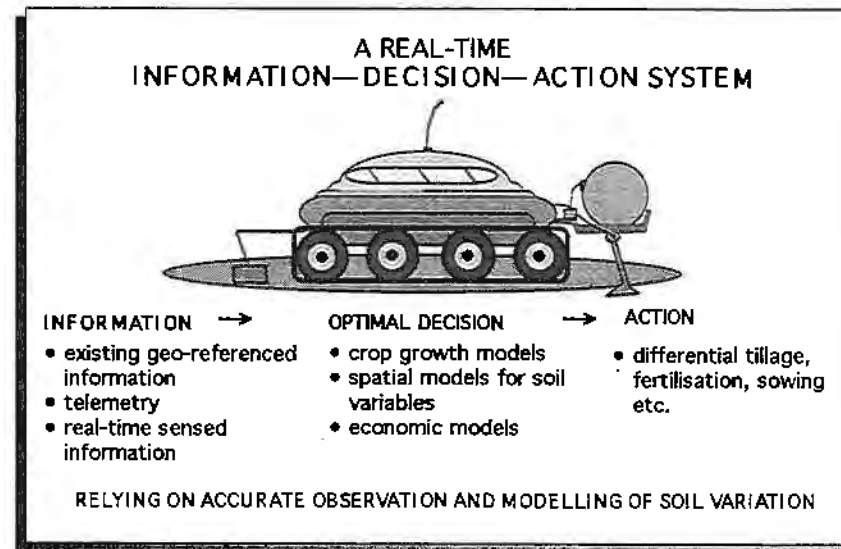 A REAL-TIME
INFORMATION—DECISION—ACTION SYSTEM
INFORMATION →
• existing geo-referenced
information
• telemetry
• real-time sensed
information
OPTIMAL DECISION →
• crop growth models
• spatial models for soil
variables
• economic models
ACTION
• differential tillage,
fertilisation, sowing
etc.
RELYING ON ACCURATE OBSERVATION AND MODELLING OF SOIL VARIATION